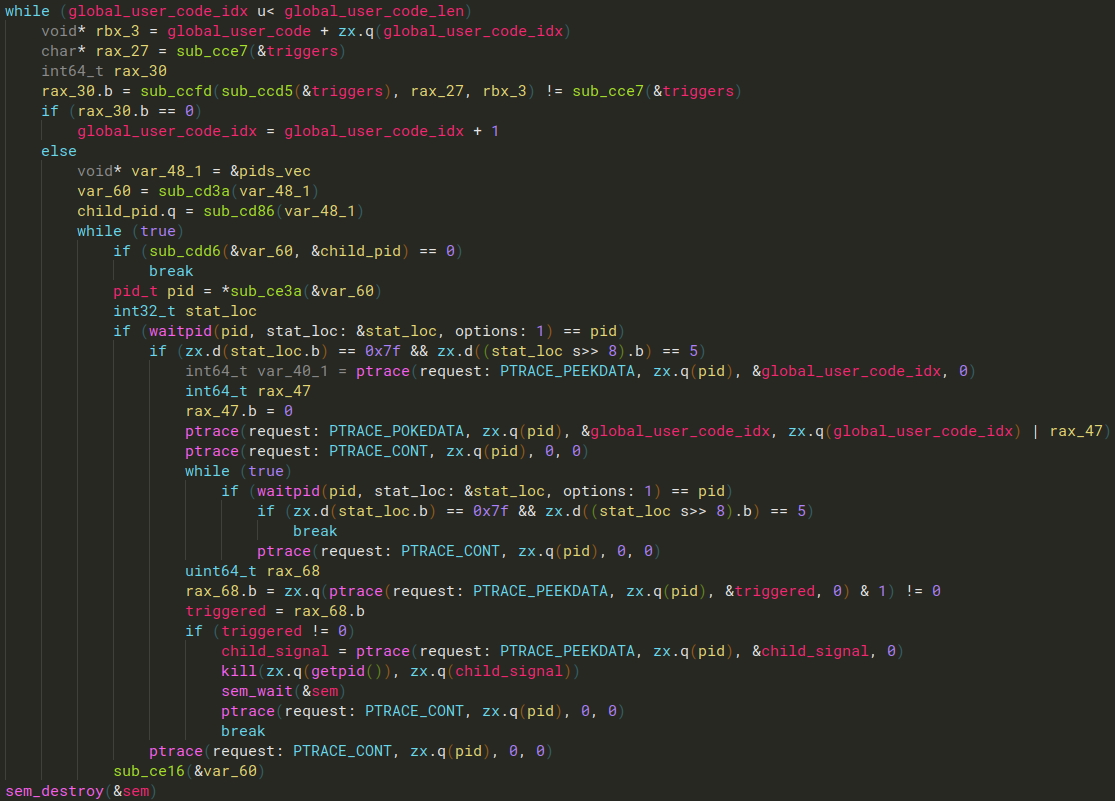 while (global_user_code_idx u< global_user_code_len)
    void* rbx_3 = global_user_code + zx.q(global_user_code_idx)
    char* rax_27 = sub_cce7(&triggers)
    int64_t rax_30
    rax_30.b = sub_ccfd(sub_ccd5(&triggers), rax_27, rbx_3) != sub_cce7(&triggers)
    if (rax_30.b == 0)
        global_user_code_idx = global_user_code_idx + 1
    else
        void* var_48_1 = &pids_vec
        var_60 = sub_cd3a(var_48_1)
        child_pid.q = sub_cd86(var_48_1)
        while (true)
            if (sub_cdd6(&var_60, &child_pid) == 0)
                break
            pid_t pid = *sub_ce3a(&var_60)
            int32_t stat_loc
            if (waitpid(pid, stat_loc: &stat_loc, options: 1) == pid)
                if (zx.d(stat_loc.b) == 0x7f && zx.d((stat_loc s>> 8).b) == 5)
                    int64_t var_40_1 = ptrace(request: PTRACE_PEEKDATA, zx.q(pid), &global_user_code_idx, 0)
                    int64_t rax_47
                    rax_47.b = 0
                    ptrace(request: PTRACE_POKEDATA, zx.q(pid), &global_user_code_idx, zx.q(global_user_code_idx) | rax_47)
                    ptrace(request: PTRACE_CONT, zx.q(pid), 0, 0)
                    while (true)
                        if (waitpid(pid, stat_loc: &stat_loc, options: 1) == pid)
                            if (zx.d(stat_loc.b) == 0x7f && zx.d((stat_loc s>> 8).b) == 5)
                                break
                            ptrace(request: PTRACE_CONT, zx.q(pid), 0, 0)
                    uint64_t rax_68
                    rax_68.b = zx.q(ptrace(request: PTRACE_PEEKDATA, zx.q(pid), &triggered, 0) & 1) != 0
                    triggered = rax_68.b
                    if (triggered != 0)
                        child_signal = ptrace(request: PTRACE_PEEKDATA, zx.q(pid), &child_signal, 0)
                        kill(zx.q(getpid()), zx.q(child_signal))
                        sem_wait(&sem)
                        ptrace(request: PTRACE_CONT, zx.q(pid), 0, 0)
                        break
                ptrace(request: PTRACE_CONT, zx.q(pid), 0, 0)
            sub_ce16(&var_60)
sem_destroy(&sem)